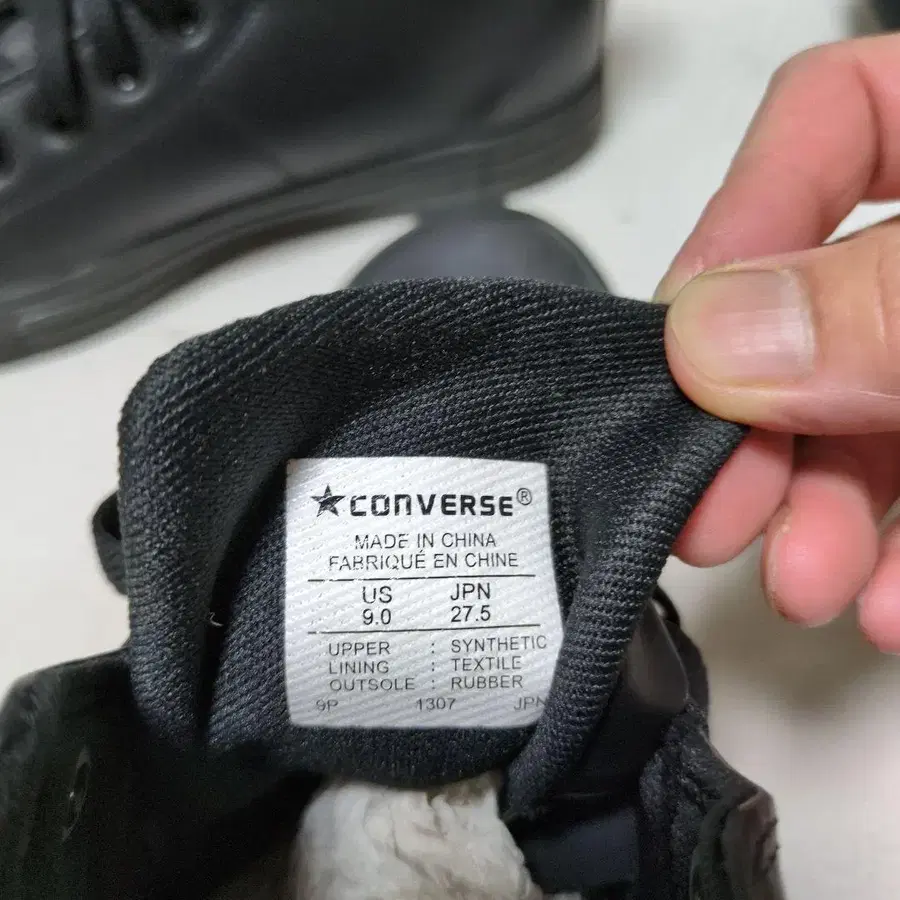 ★CONVERSE®
MADE IN CHINA
FABRIQUÉ EN CHINE
US JPN
9.0 27.5
UPPER : SYNTHETIC
LINING : TEXTILE
OUTSOLE : RUBBER
9P 1307 JPN